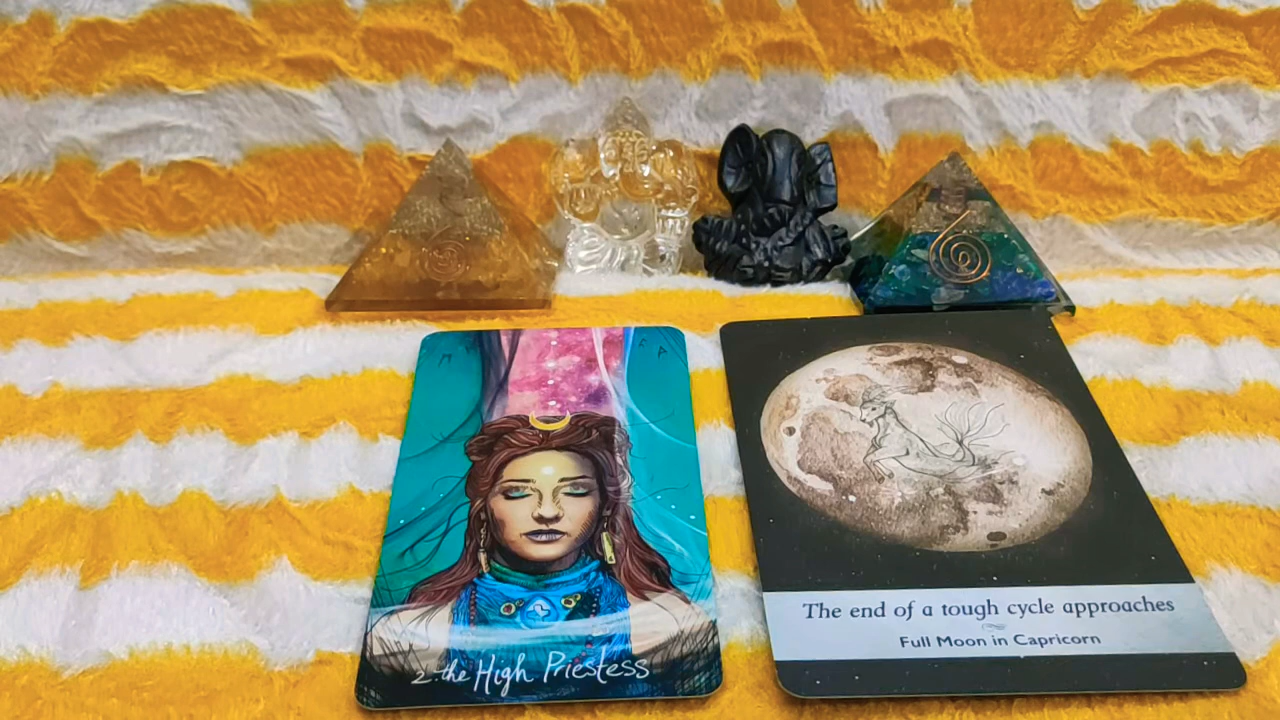 2 - the High Priestess
The end of a tough cycle approaches
Full Moon in Capricorn